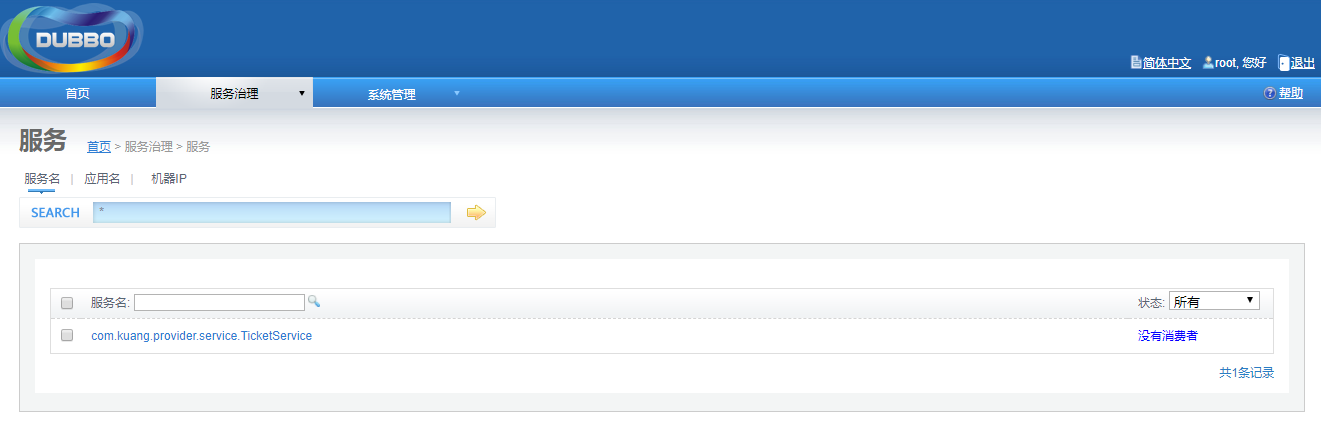 DUBBO
简体中文 root, 您好 退出
首页 服务治理 ▼ 系统管理 ▼ 帮助
服务 首页 > 服务治理 > 服务
服务名 | 应用名 | 机器IP
SEARCH *
服务名: 状态: 所有 ▼
com.kuang.provider.service.TicketService 没有消费者
共1条记录